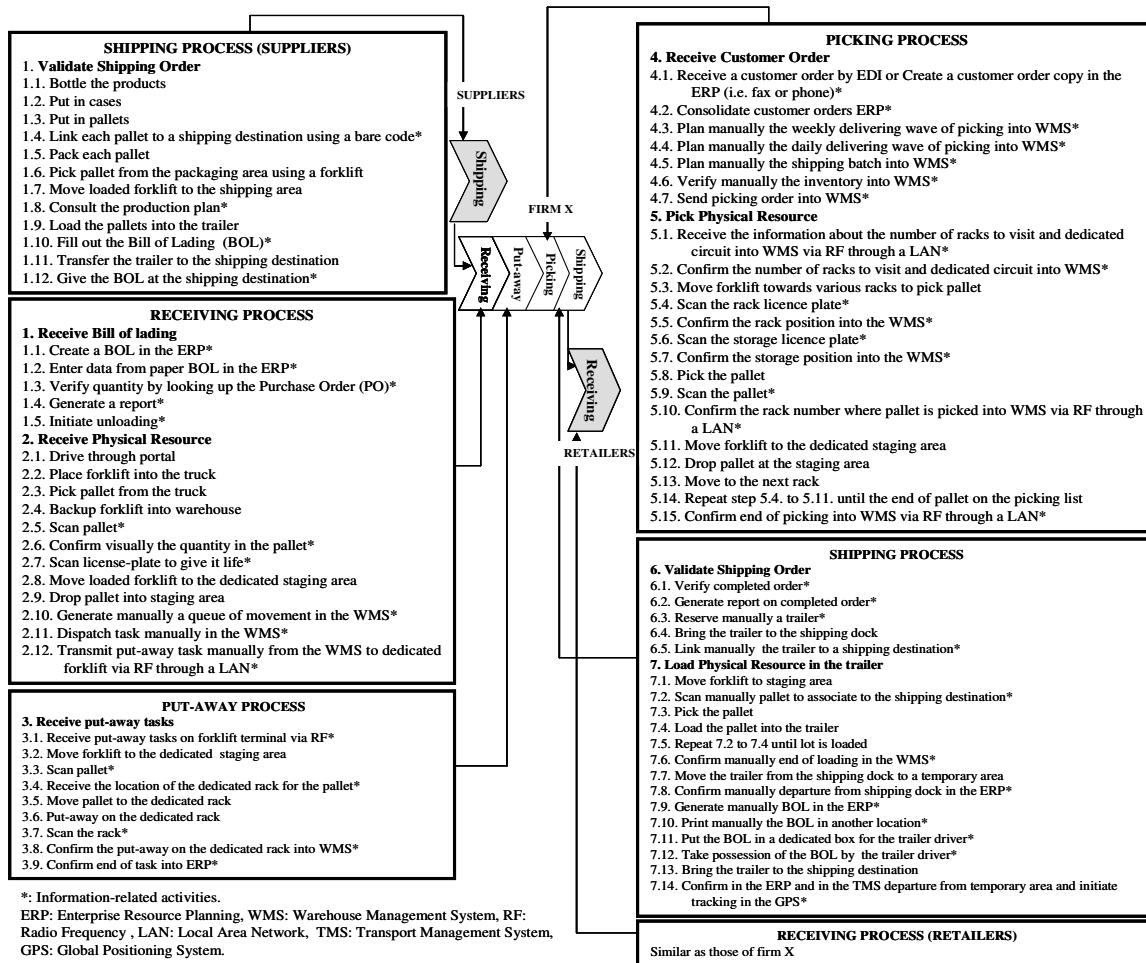 SHIPPING PROCESS (SUPPLIERS)
1. Validate Shipping Order
1.1. Bottle the products
1.2. Put in cases
1.3. Put in pallets
1.4. Link each pallet to a shipping destination using a bare code*
1.5. Pack each pallet
1.6. Pick pallet from the packaging area using a forklift
1.7. Move loaded forklift to the shipping area
1.8. Consult the production plan*
1.9. Load the pallets into the trailer
1.10. Fill out the Bill of Lading (BOL)*
1.11. Transfer the trailer to the shipping destination
1.12. Give the BOL at the shipping destination*
RECEIVING PROCESS
1. Receive Bill of lading
1.1. Create a BOL in the ERP*
1.2. Enter data from paper BOL in the ERP*
1.3. Verify quantity by looking up the Purchase Order (PO)*
1.4. Generate a report*
1.5. Initiate unloading*
2. Receive Physical Resource
2.1. Drive through portal
2.2. Place forklift into the truck
2.3. Pick pallet from the truck
2.4. Backup forklift into warehouse
2.5. Scan pallet*
2.6. Confirm visually the quantity in the pallet*
2.7. Scan license-plate to give it life*
2.8. Move loaded forklift to the dedicated staging area
2.9. Drop pallet into staging area
2.10. Generate manually a queue of movement in the WMS*
2.11. Dispatch task manually in the WMS*
2.12. Transmit put-away task manually from the WMS to dedicated
forklift via RF through a LAN*
PUT-AWAY PROCESS
3. Receive put-away tasks
3.1. Receive put-away tasks on forklift terminal via RF*
3.2. Move forklift to the dedicated staging area
3.3. Scan pallet*
3.4. Receive the location of the dedicated rack for the pallet*
3.5. Move pallet to the dedicated rack
3.6. Put-away on the dedicated rack
3.7. Scan the rack*
3.8. Confirm the put-away on the dedicated rack into WMS*
3.9. Confirm end of task into ERP*
*: Information-related activities.
ERP: Enterprise Resource Planning, WMS: Warehouse Management System, RF:
Radio Frequency , LAN: Local Area Network, TMS: Transport Management System,
GPS: Global Positioning System.
SUPPLIERS
Shipping
FIRM X
Receiving
Put-away
Picking
Shipping
Receiving
RETAILERS
PICKING PROCESS
4. Receive Customer Order
4.1. Receive a customer order by EDI or Create a customer order copy in the
ERP (i.e. fax or phone)*
4.2. Consolidate customer orders ERP*
4.3. Plan manually the weekly delivering wave of picking into WMS*
4.4. Plan manually the daily delivering wave of picking into WMS*
4.5. Plan manually the shipping batch into WMS*
4.6. Verify manually the inventory into WMS*
4.7. Send picking order into WMS*
5. Pick Physical Resource
5.1. Receive the information about the number of racks to visit and dedicated
circuit into WMS via RF through a LAN*
5.2. Confirm the number of racks to visit and dedicated circuit into WMS*
5.3. Move forklift towards various racks to pick pallet
5.4. Scan the rack licence plate*
5.5. Confirm the rack position into the WMS*
5.6. Scan the storage licence plate*
5.7. Confirm the storage position into the WMS*
5.8. Pick the pallet
5.9. Scan the pallet*
5.10. Confirm the rack number where pallet is picked into WMS via RF through
a LAN*
5.11. Move forklift to the dedicated staging area
5.12. Drop pallet at the staging area
5.13. Move to the next rack
5.14. Repeat step 5.4. to 5.11. until the end of pallet on the picking list
5.15. Confirm end of picking into WMS via RF through a LAN*
SHIPPING PROCESS
6. Validate Shipping Order
6.1. Verify completed order*
6.2. Generate report on completed order*
6.3. Reserve manually a trailer*
6.4. Bring the trailer to the shipping dock
6.5. Link manually the trailer to a shipping destination*
7. Load Physical Resource in the trailer
7.1. Move forklift to staging area
7.2. Scan manually pallet to associate to the shipping destination*
7.3. Pick the pallet
7.4. Load the pallet into the trailer
7.5. Repeat 7.2 to 7.4 until lot is loaded
7.6. Confirm manually end of loading in the WMS*
7.7. Move the trailer from the shipping dock to a temporary area
7.8. Confirm manually departure from shipping dock in the ERP*
7.9. Generate manually BOL in the ERP*
7.10. Print manually the BOL in another location*
7.11. Put the BOL in a dedicated box for the trailer driver*
7.12. Take possession of the BOL by the trailer driver*
7.13. Bring the trailer to the shipping destination
7.14. Confirm in the ERP and in the TMS departure from temporary area and initiate
tracking in the GPS*
RECEIVING PROCESS (RETAILERS)
Similar as those of firm X